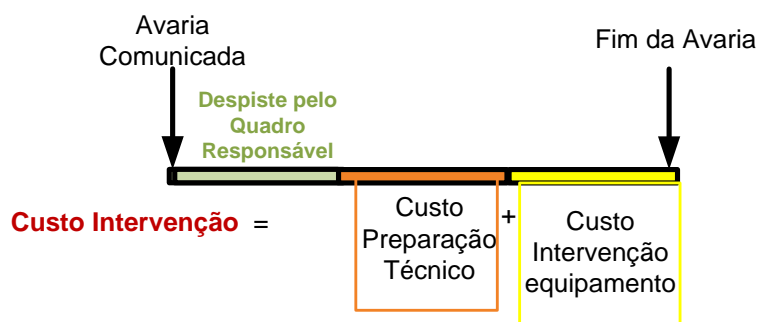 Avaria
Comunicada
Fim da Avaria
Despiste pelo
Quadro
Responsável
Custo Intervenção =
Custo
Preparação
Técnico
+
Custo
Intervenção
equipamento